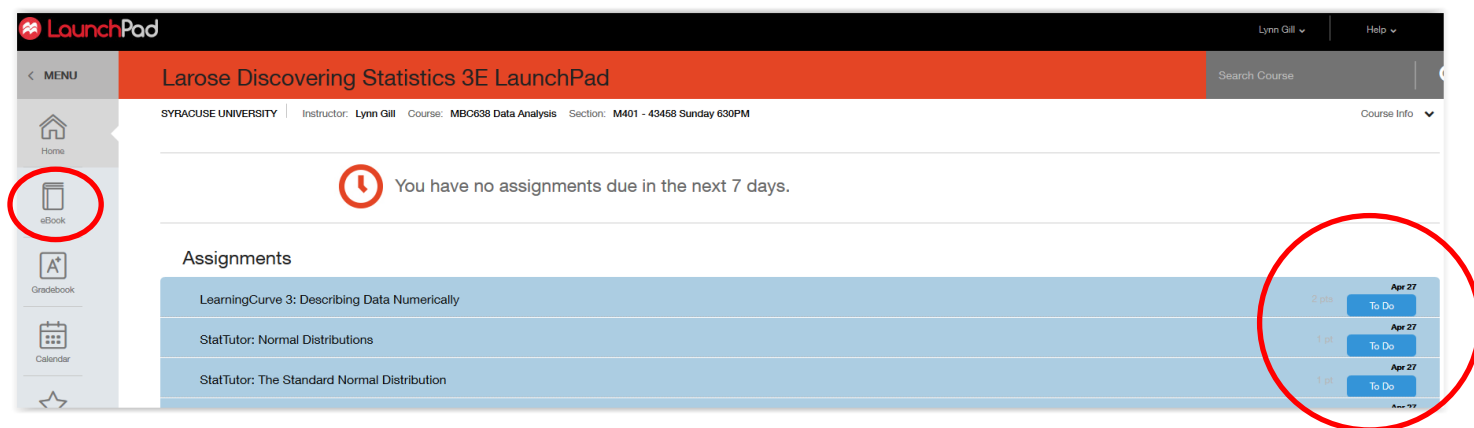 LaunchPad
Lynn Gill
Help
< MENU
Larose Discovering Statistics 3E LaunchPad
Search Course
SYRACUSE UNIVERSITY Instructor: Lynn Gill Course: MBC638 Data Analysis Section: M401 - 43458 Sunday 630PM
Course Info
Home
You have no assignments due in the next 7 days.
eBook
Assignments
Gradebook
LearningCurve 3: Describing Data Numerically
2 pts
Apr 27
To Do
StatTutor: Normal Distributions
1 pt
Apr 27
To Do
Calendar
StatTutor: The Standard Normal Distribution
1 pt
Apr 27
To Do
Apr 27